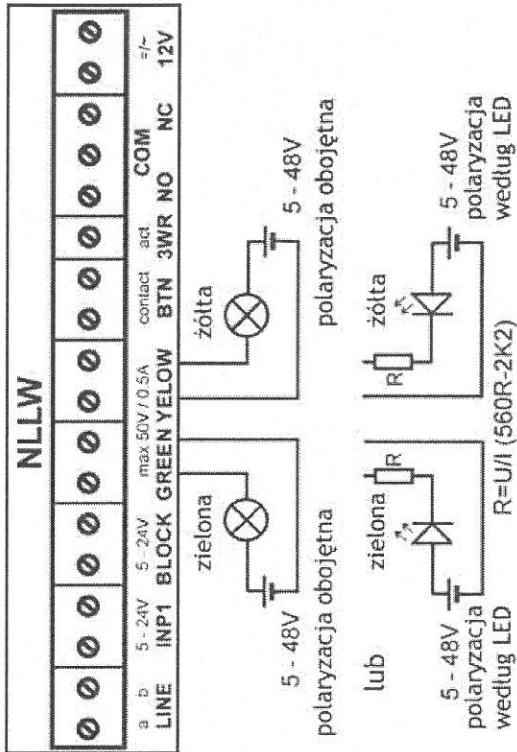 NLLW
a b 5 - 24V 5 - 24V max 50V / 0.5A contact act =/~
LINE INP1 BLOCK GREEN YELOW BTN 3WR NO COM NC 12V
zielona
żółta
5 - 48V
polaryzacja obojętna
5 - 48V
polaryzacja obojętna
lub
zielona
R
R
żółta
5 - 48V
polaryzacja
według LED
5 - 48V
polaryzacja
według LED
R=U/I (560R-2K2)